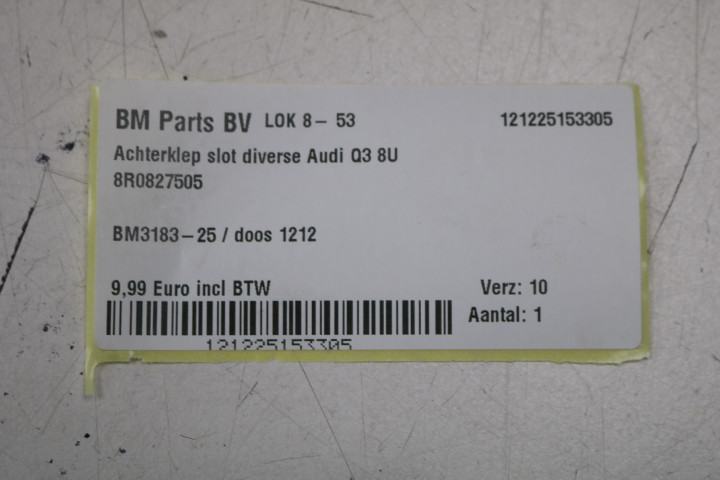 BM Parts BV LOK 8- 53 121225153305
Achterklep slot diverse Audi Q3 8U
8R0827505
BM3183-25 / doos 1212
9,99 Euro incl BTW Verz: 10
Aantal: 1
121225153305